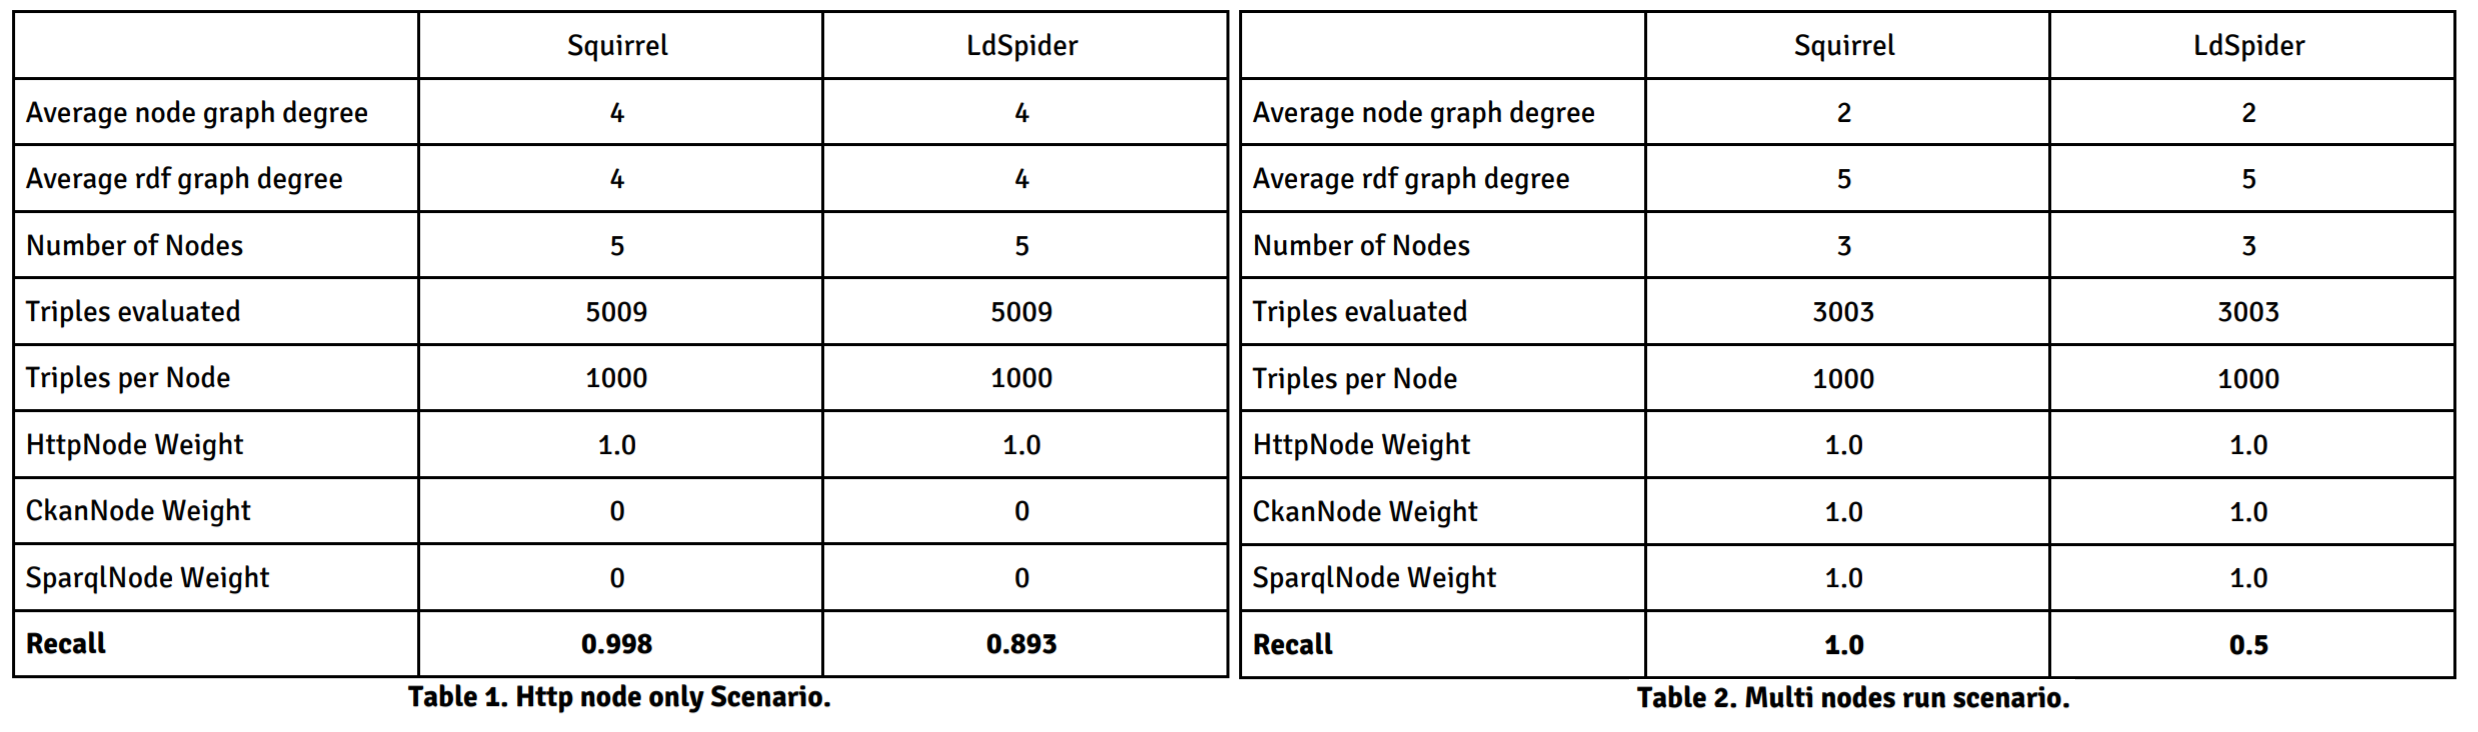 Squirrel LdSpider
Average node graph degree 4 4
Average rdf graph degree 4 4
Number of Nodes 5 5
Triples evaluated 5009 5009
Triples per Node 1000 1000
HttpNode Weight 1.0 1.0
CkanNode Weight 0 0
SparqlNode Weight 0 0
Recall 0.998 0.893
Table 1. Http node only Scenario.
Squirrel LdSpider
Average node graph degree 2 2
Average rdf graph degree 5 5
Number of Nodes 3 3
Triples evaluated 3003 3003
Triples per Node 1000 1000
HttpNode Weight 1.0 1.0
CkanNode Weight 1.0 1.0
SparqlNode Weight 1.0 1.0
Recall 1.0 0.5
Table 2. Multi nodes run scenario.